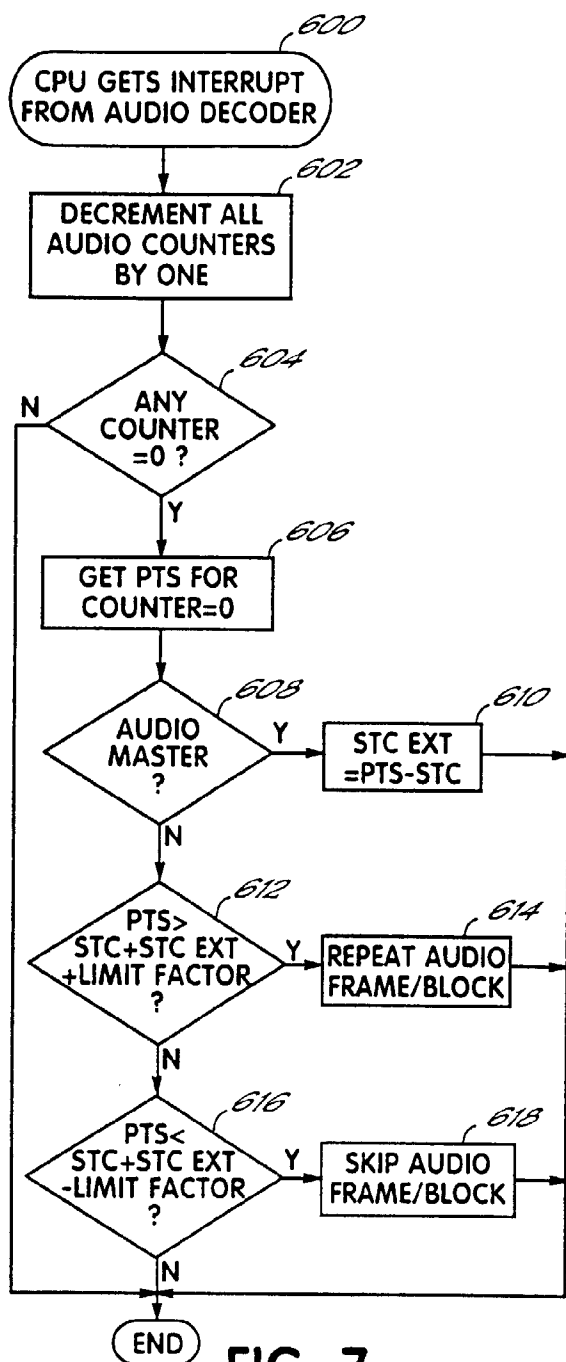 600
CPU GETS INTERRUPT
FROM AUDIO DECODER
602
DECREMENT ALL
AUDIO COUNTERS
BY ONE
604
N
ANY
COUNTER
=0 ?
Y
606
GET PTS FOR
COUNTER=0
608
AUDIO
MASTER
?
Y
610
STC EXT
=PTS-STC
N
612
PTS>
STC+STC EXT
+LIMIT FACTOR
?
Y
614
REPEAT AUDIO
FRAME/BLOCK
N
616
PTS<
STC+STC EXT
-LIMIT FACTOR
?
Y
618
SKIP AUDIO
FRAME/BLOCK
N
END
FIG. 7